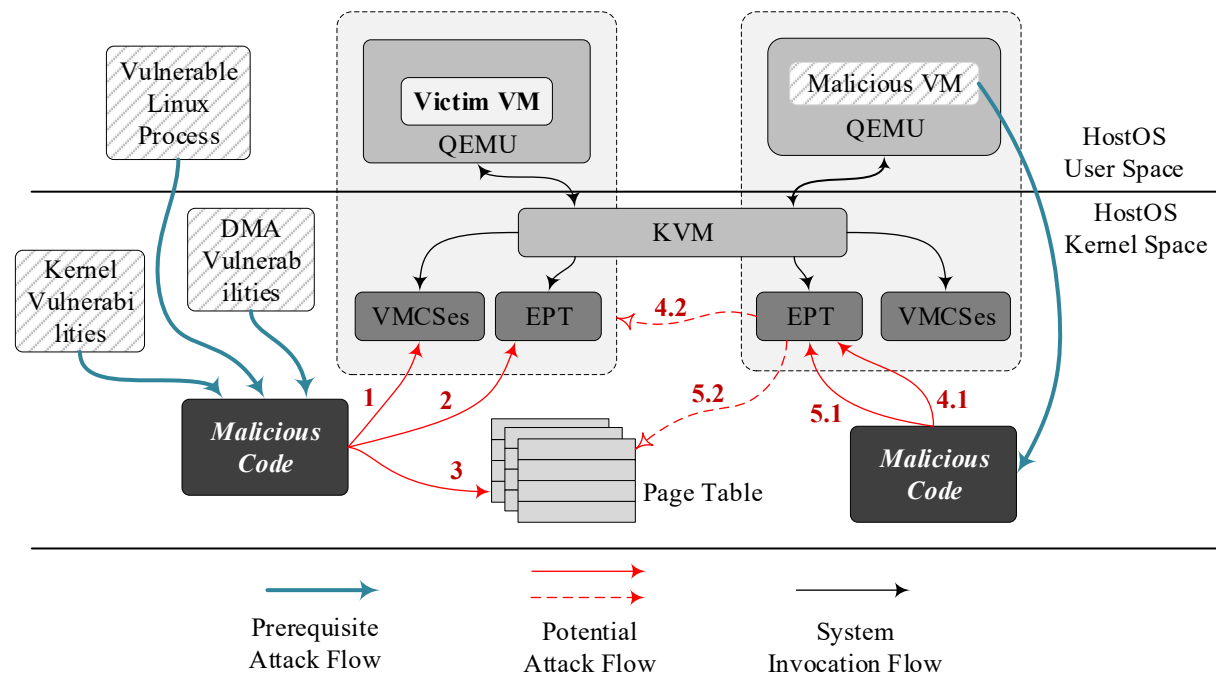 Vulnerable
Linux
Process
Victim VM
QEMU
Malicious VM
QEMU
HostOS
User Space
HostOS
Kernel Space
KVM
DMA
Vulnerab
ilities
Kernel
Vulnerabi
lities
VMCSes
EPT
4.2
EPT
VMCSes
1
2
3
5.2
5.1
4.1
Malicious
Code
Page Table
Malicious
Code
Prerequisite
Attack Flow
Potential
Attack Flow
System
Invocation Flow